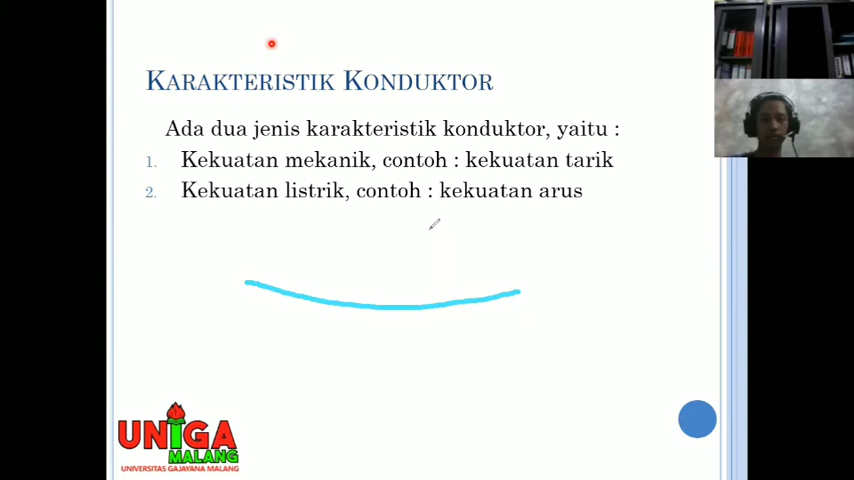 KARAKTERISTIK KONDUKTOR
Ada dua jenis karakteristik konduktor, yaitu :
1. Kekuatan mekanik, contoh : kekuatan tarik
2. Kekuatan listrik, contoh : kekuatan arus
UNIGA
MALANG
UNIVERSITAS GAJAYANA MALANG